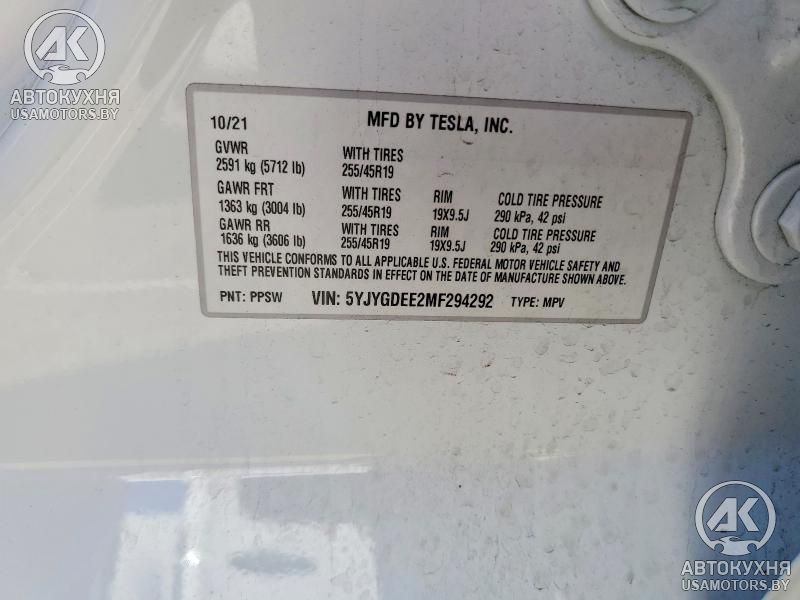 AK
АВТОКУХНЯ
USAMOTORS.BY
10/21 MFD BY TESLA, INC.
GVWR WITH TIRES
2591 kg (5712 lb) 255/45R19
GAWR FRT WITH TIRES RIM COLD TIRE PRESSURE
1363 kg (3004 lb) 255/45R19 19X9.5J 290 kPa, 42 psi
GAWR RR WITH TIRES RIM COLD TIRE PRESSURE
1636 kg (3606 lb) 255/45R19 19X9.5J 290 kPa, 42 psi
THIS VEHICLE CONFORMS TO ALL APPLICABLE U.S. FEDERAL MOTOR VEHICLE SAFETY AND
THEFT PREVENTION STANDARDS IN EFFECT ON THE DATE OF MANUFACTURE SHOWN ABOVE.
PNT: PPSW VIN: 5YJYGDEE2MF294292 TYPE: MPV
AK
АВТОКУХНЯ
USAMOTORS.BY